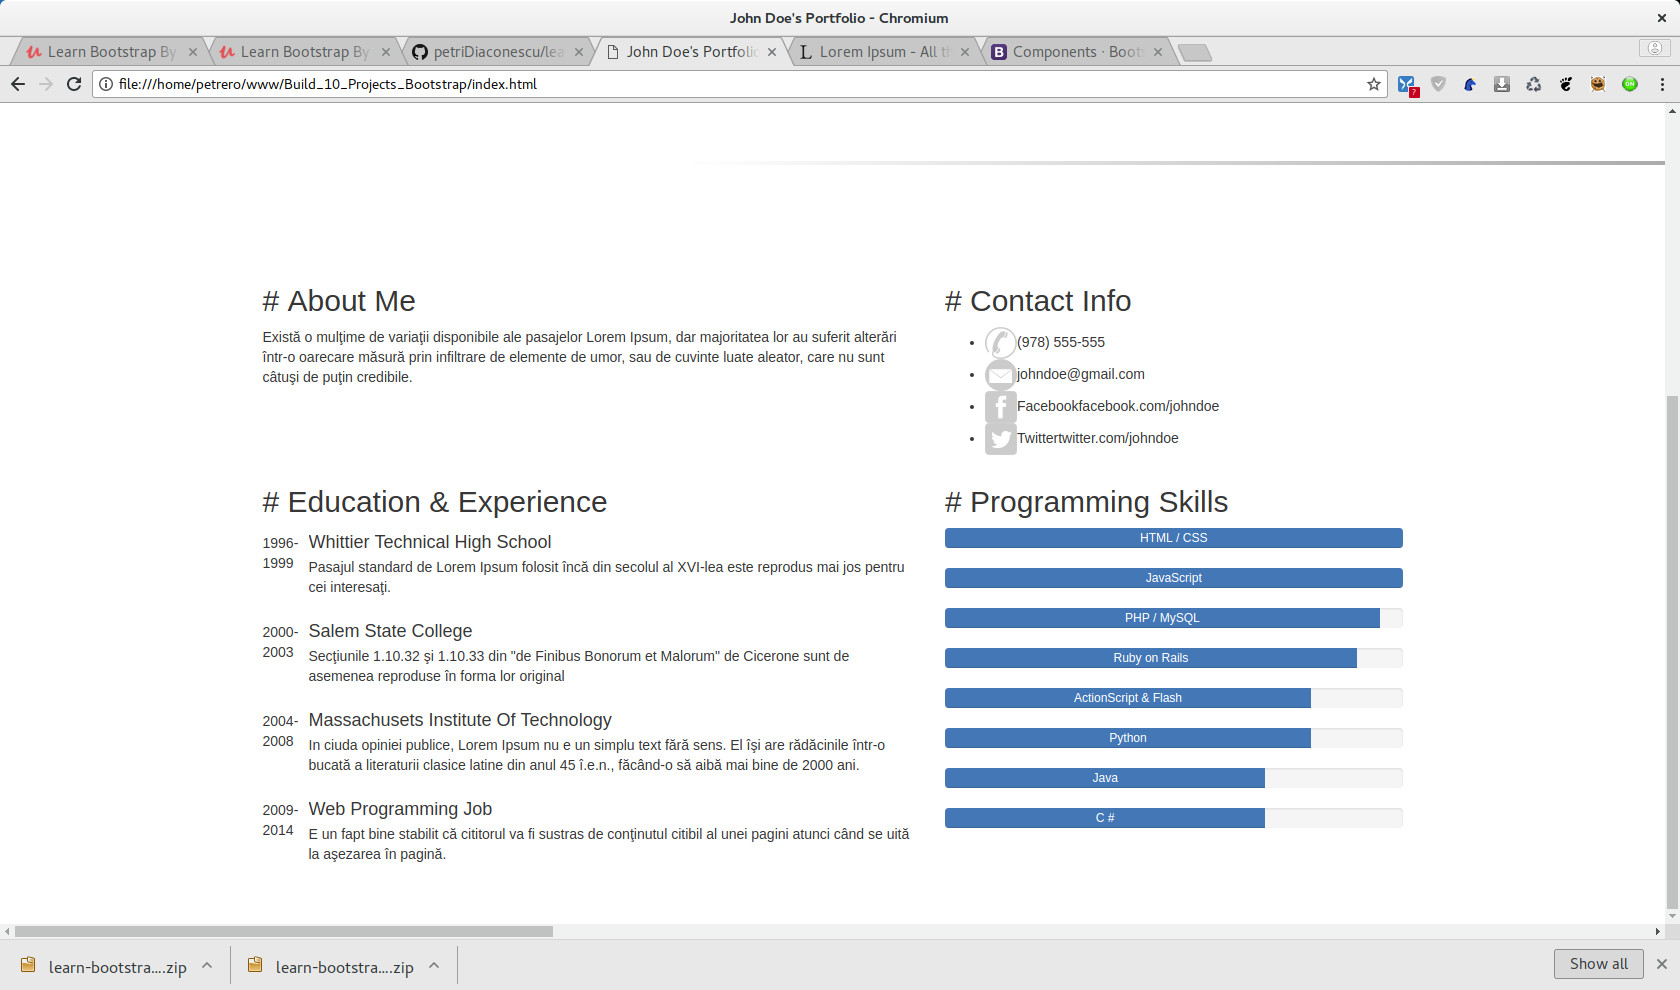 John Doe's Portfolio - Chromium
Learn Bootstrap By
Learn Bootstrap By
petriDiaconescu/lea
John Doe's Portfolio
Lorem Ipsum - All th
Components · Boots
file:///home/petrero/www/Build_10_Projects_Bootstrap/index.html
# About Me
Există o mulţime de variaţii disponibile ale pasajelor Lorem Ipsum, dar majoritatea lor au suferit alterări
într-o oarecare măsură prin infiltrare de elemente de umor, sau de cuvinte luate aleator, care nu sunt
câtuşi de puţin credibile.
# Contact Info
(978) 555-555
johndoe@gmail.com
Facebookfacebook.com/johndoe
Twittertwitter.com/johndoe
# Education & Experience
1996-
1999
Whittier Technical High School
Pasajul standard de Lorem Ipsum folosit încă din secolul al XVI-lea este reprodus mai jos pentru
cei interesaţi.
2000-
2003
Salem State College
Secţiunile 1.10.32 şi 1.10.33 din "de Finibus Bonorum et Malorum" de Cicerone sunt de
asemenea reproduse în forma lor original
2004-
2008
Massachusets Institute Of Technology
In ciuda opiniei publice, Lorem Ipsum nu e un simplu text fără sens. El îşi are rădăcinile într-o
bucată a literaturii clasice latine din anul 45 î.e.n., făcând-o să aibă mai bine de 2000 ani.
2009-
2014
Web Programming Job
E un fapt bine stabilit că cititorul va fi sustras de conţinutul citibil al unei pagini atunci când se uită
la aşezarea în pagină.
# Programming Skills
HTML / CSS
JavaScript
PHP / MySQL
Ruby on Rails
ActionScript & Flash
Python
Java
C #
learn-bootstra....zip
learn-bootstra....zip
Show all